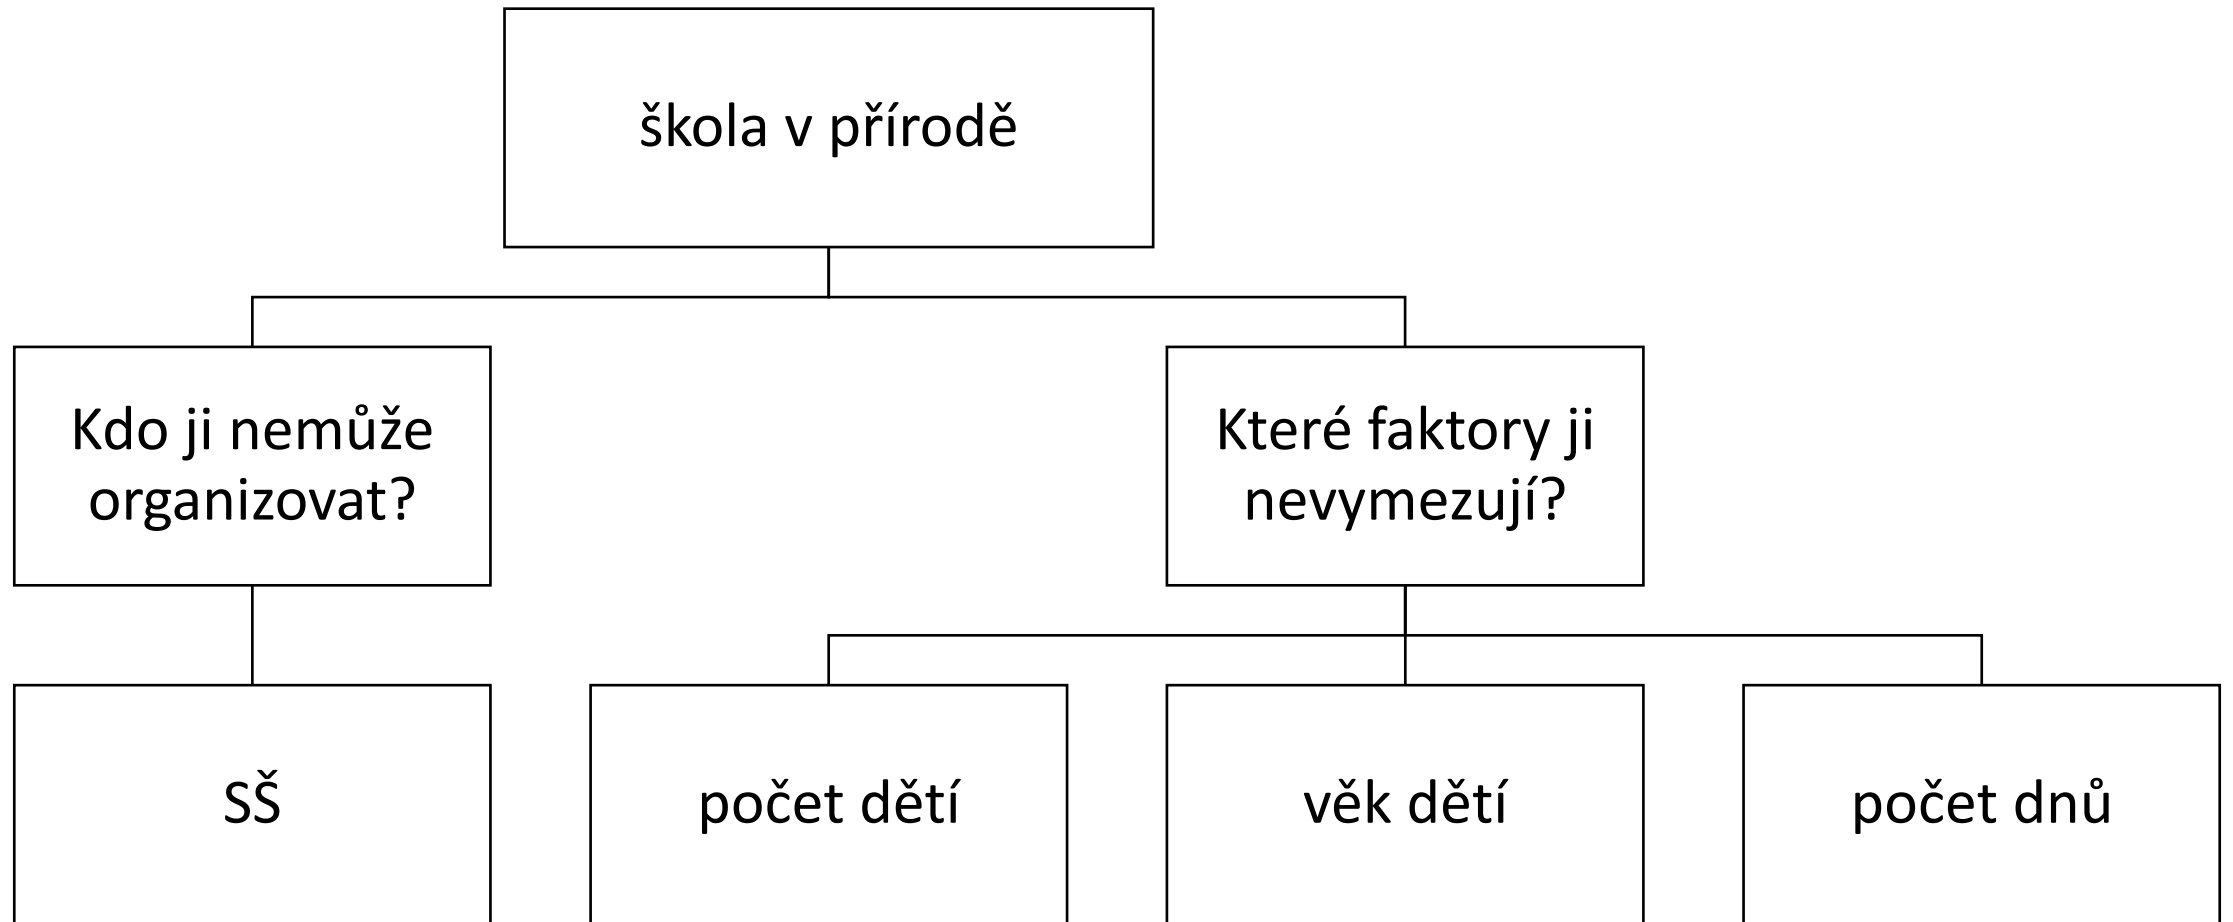 škola v přírodě
Kdo ji nemůže
organizovat?
Které faktory ji
nevymezují?
SŠ
počet dětí
věk dětí
počet dnů